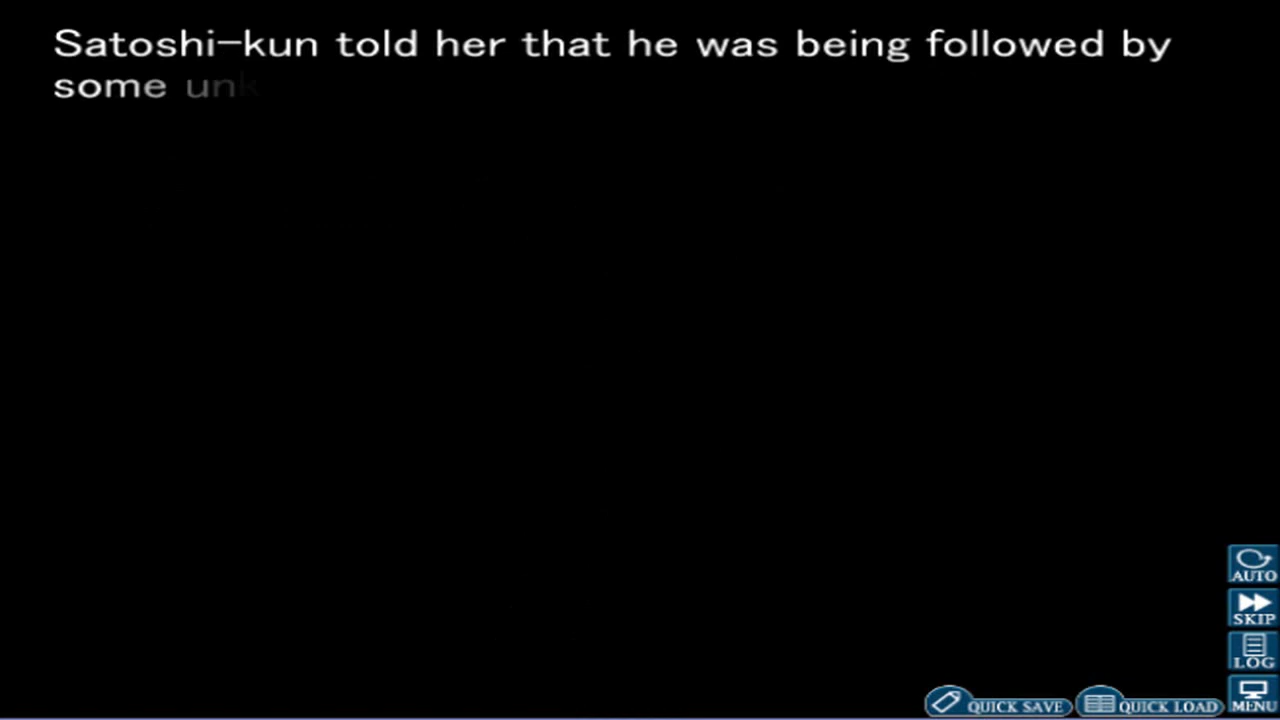 Satoshi-kun told her that he was being followed by
some un
AUTO
SKIP
LOG
QUICK SAVE
QUICK LOAD
MENU